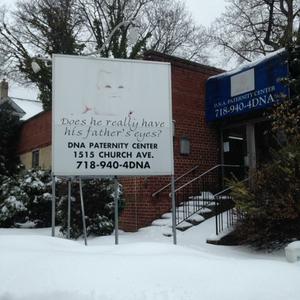 Does he really have
his father's eyes?
DNA PATERNITY CENTER
1515 CHURCH AVE.
718-940-4DNA
D.N.A. PATERNITY CENTER
718-940-4DNA